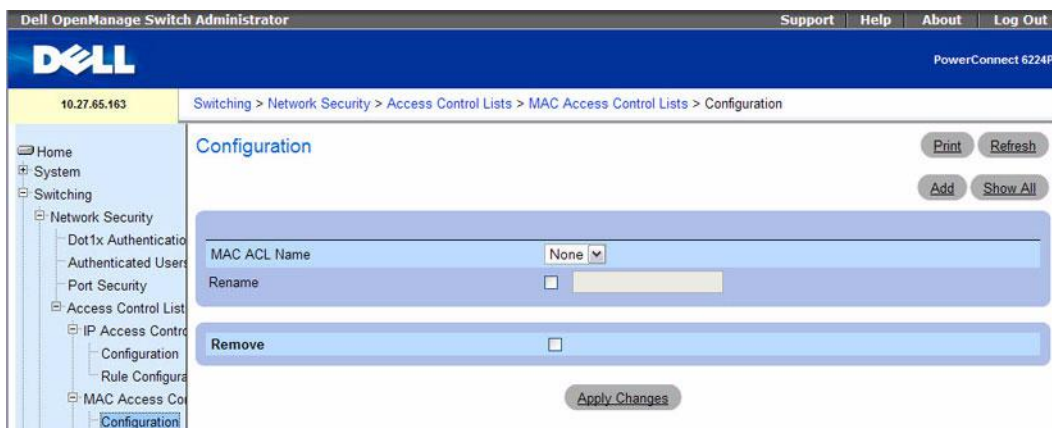 Dell OpenManage Switch Administrator
Support Help About Log Out
DELL
PowerConnect 6224P
10.27.65.163
Switching > Network Security > Access Control Lists > MAC Access Control Lists > Configuration
Home
System
Switching
Network Security
Dot1x Authenticatio
Authenticated Users
Port Security
Access Control List
IP Access Contro
Configuration
Rule Configura
MAC Access Co
Configuration
Configuration
Print Refresh
Add Show All
MAC ACL Name None
Rename
Remove
Apply Changes